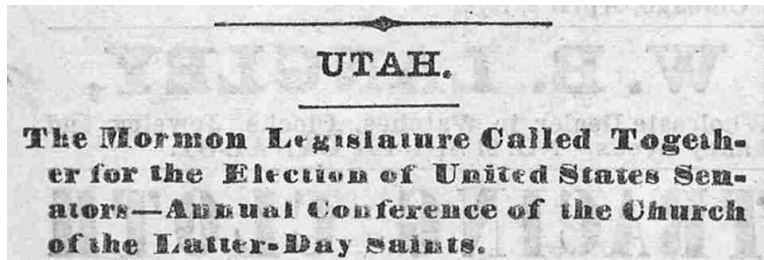 UTAH.
The Mormon Legislature Called Togeth-
er for the Election of United States Sen-
ators—Annual Conference of the Church
of the Latter-Day Saints.